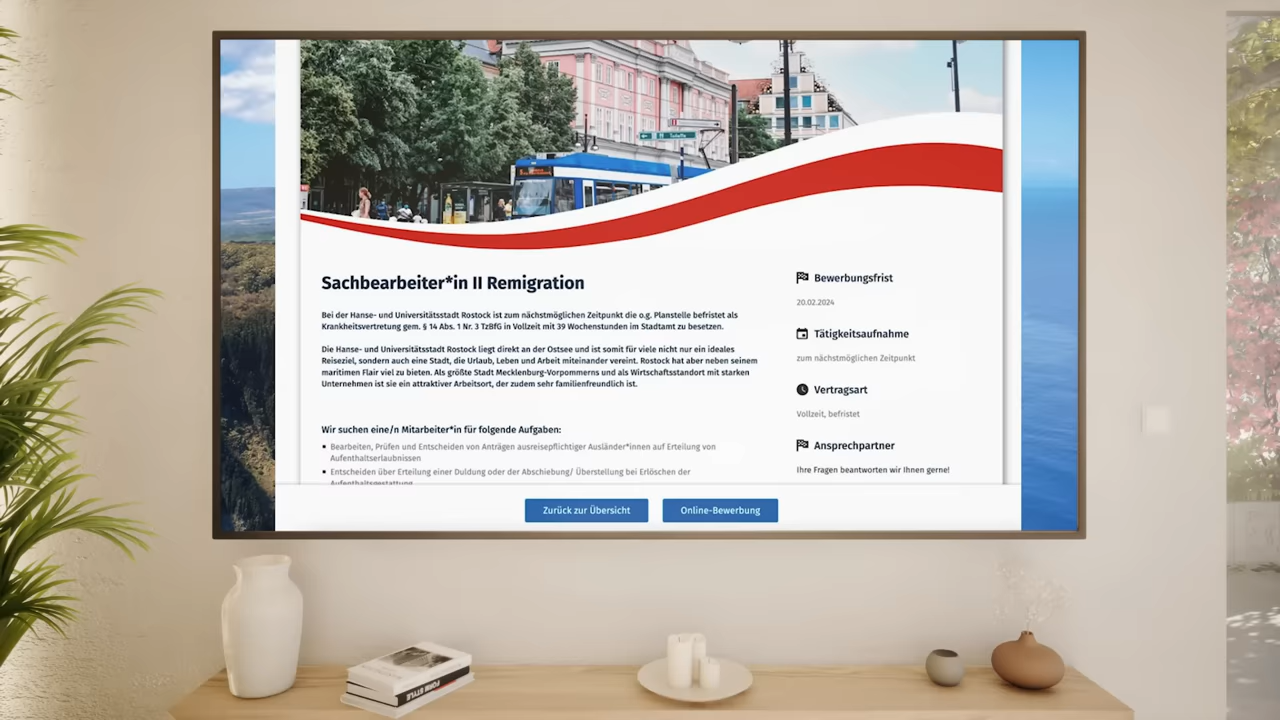 Sachbearbeiter*in II Remigration
Bei der Hanse- und Universitätsstadt Rostock ist zum nächstmöglichen Zeitpunkt die o.g. Planstelle befristet als
Krankheitsvertretung gem. § 14 Abs. 1 Nr. 3 TzBfG in Vollzeit mit 39 Wochenstunden im Stadtamt zu besetzen.
Die Hanse- und Universitätsstadt Rostock liegt direkt an der Ostsee und ist somit für viele nicht nur ein ideales
Reiseziel, sondern auch eine Stadt, die Urlaub, Leben und Arbeit miteinander vereint. Rostock hat aber neben seinem
maritimen Flair viel zu bieten. Als größte Stadt Mecklenburg-Vorpommerns und als Wirtschaftsstandort mit starken
Unternehmen ist sie ein attraktiver Arbeitsort, der zudem sehr familienfreundlich ist.
Wir suchen eine/n Mitarbeiter*in für folgende Aufgaben:
▪ Bearbeiten, Prüfen und Entscheiden von Anträgen ausreisepflichtiger Ausländer*innen auf Erteilung von
Aufenthaltserlaubnissen
▪ Entscheiden über Erteilung einer Duldung oder der Abschiebung/ Überstellung bei Erlöschen der
Aufenthaltsgestattung
Bewerbungsfrist
20.02.2024
Tätigkeitsaufnahme
zum nächstmöglichen Zeitpunkt
Vertragsart
Vollzeit, befristet
Ansprechpartner
Ihre Fragen beantworten wir Ihnen gerne!
Zurück zur Übersicht
Online-Bewerbung
FORM STYLE